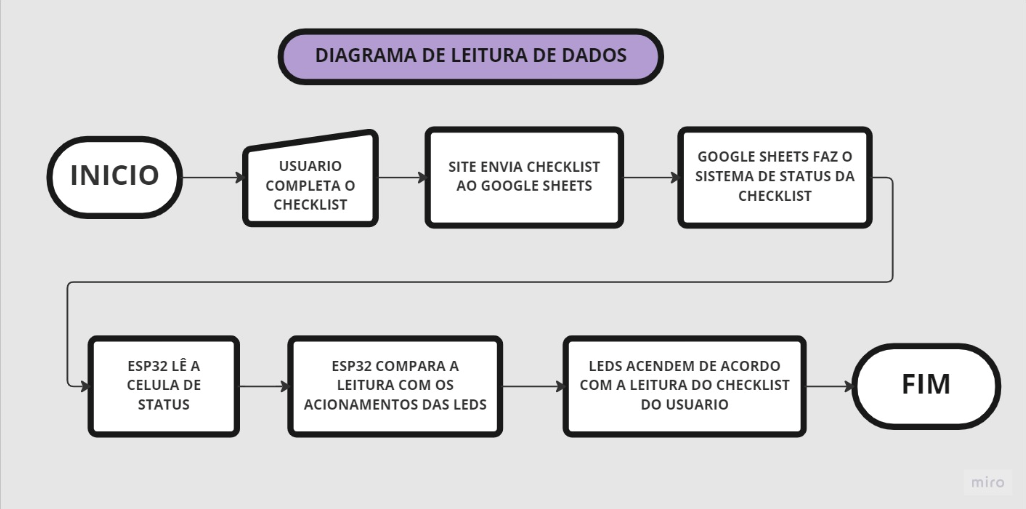 DIAGRAMA DE LEITURA DE DADOS
INICIO
USUARIO
COMPLETA O
CHECKLIST
SITE ENVIA CHECKLIST
AO GOOGLE SHEETS
GOOGLE SHEETS FAZ O
SISTEMA DE STATUS DA
CHECKLIST
ESP32 LÊ A
CELULA DE
STATUS
ESP32 COMPARA A
LEITURA COM OS
ACIONAMENTOS DAS LEDS
LEDS ACENDEM DE ACORDO
COM A LEITURA DO CHECKLIST
DO USUARIO
FIM
miro